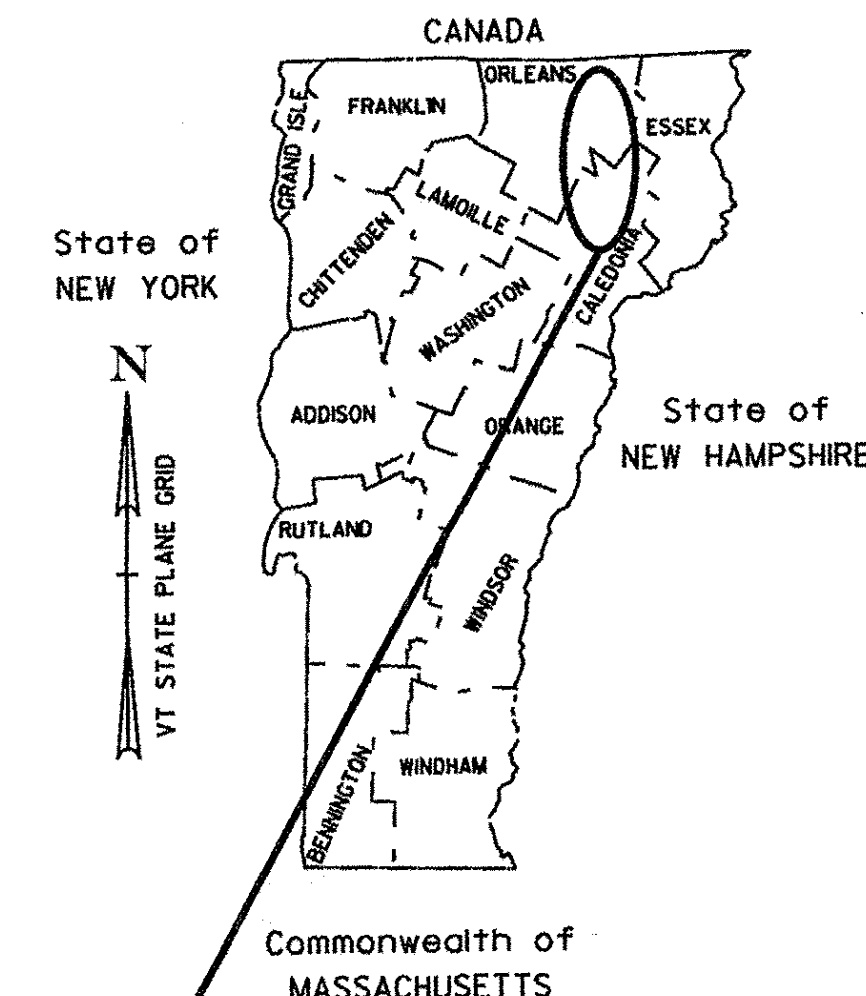 CANADA
ORLEANS
FRANKLIN
GRAND ISLE
ESSEX
LAMOILLE
State of
NEW YORK
CHITTENDEN
CALEDONIA
WASHINGTON
N
ADDISON
ORANGE
State of
NEW HAMPSHIRE
VT STATE PLANE GRID
RUTLAND
WINDSOR
WINDHAM
BENNINGTON
Commonwealth of
MASSACHUSETTS